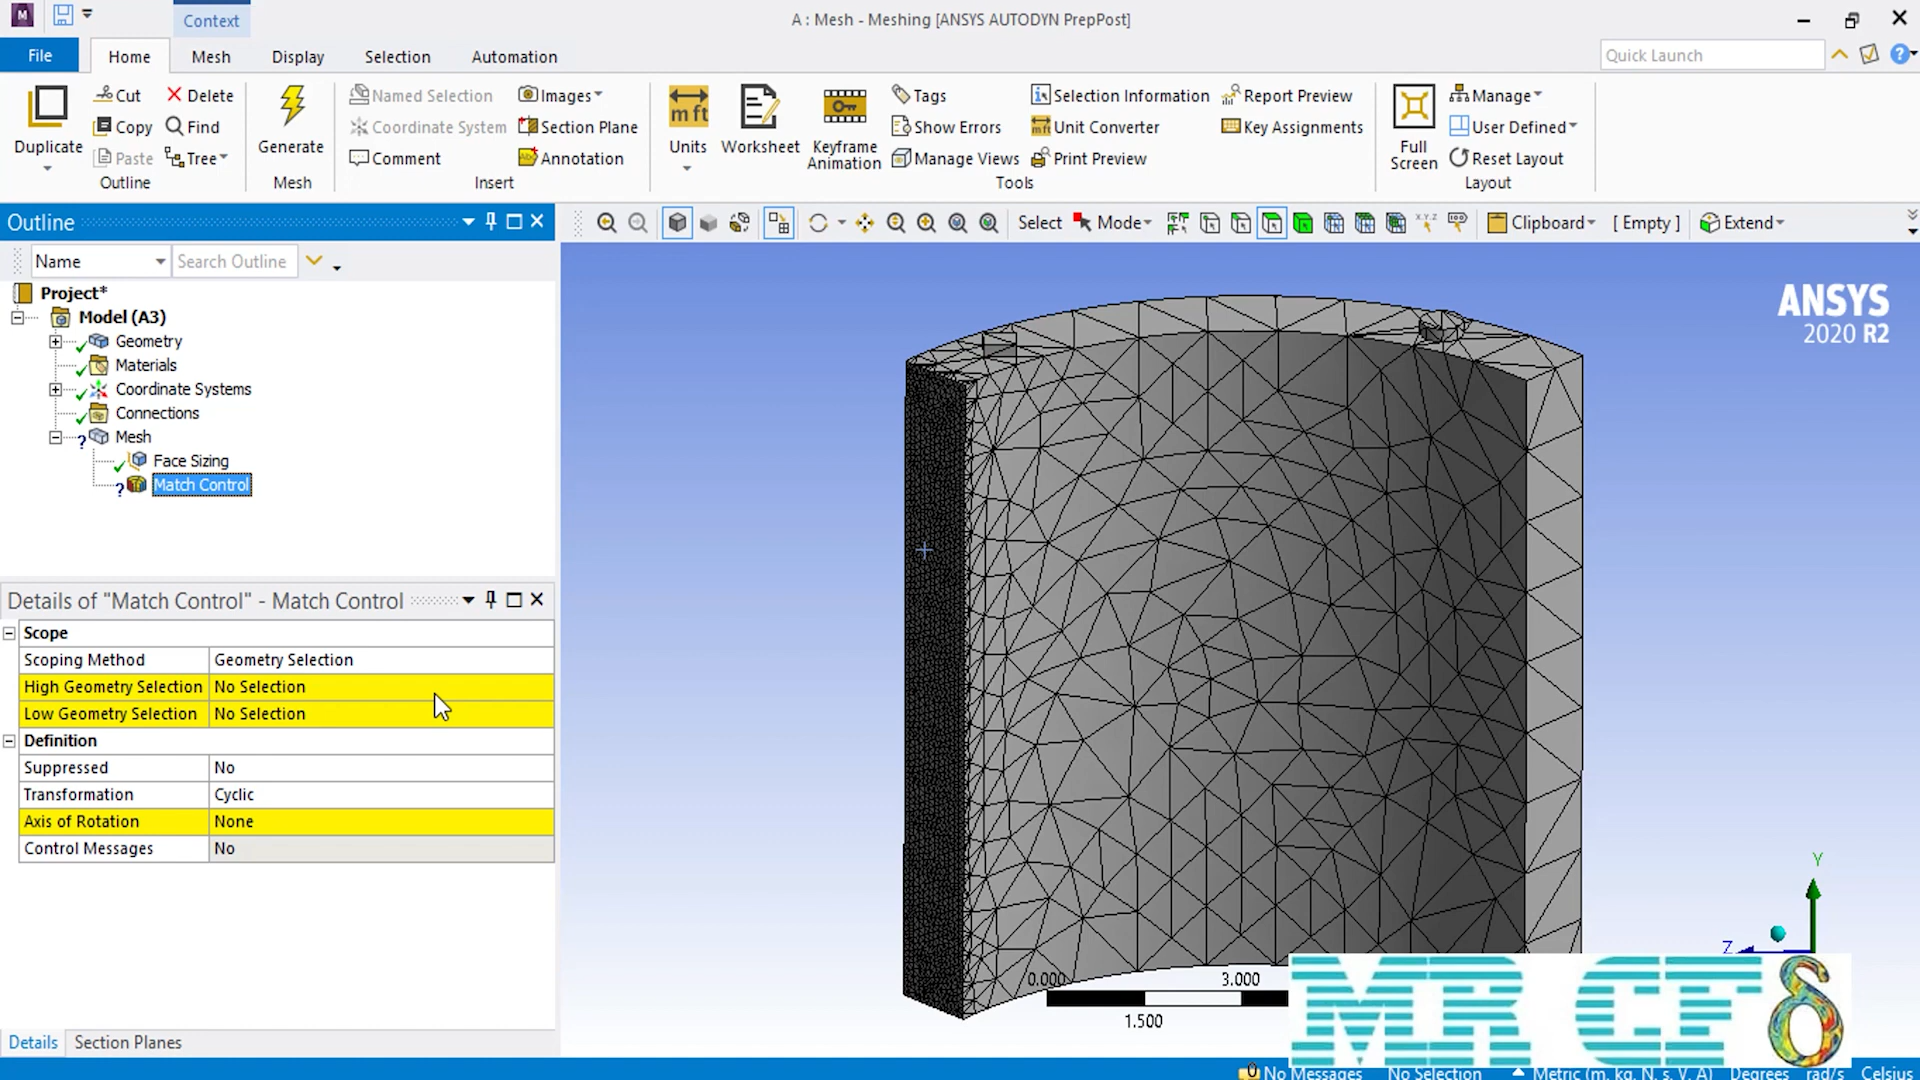 Context
A : Mesh - Meshing [ANSYS AUTODYN PrepPost]
File Home Mesh Display Selection Automation
Quick Launch
Duplicate
Cut
Copy
Paste
Delete
Find
Tree
Outline
Generate
Mesh
Named Selection
Coordinate System
Comment
Images
Section Plane
Annotation
Insert
Units
Worksheet
Keyframe
Animation
Tags
Show Errors
Manage Views
Selection Information
Unit Converter
Print Preview
Report Preview
Key Assignments
Tools
Full
Screen
Manage
User Defined
Reset Layout
Layout
Outline
Select Mode Clipboard [ Empty ] Extend
Name Search Outline
Project*
Model (A3)
Geometry
Materials
Coordinate Systems
Connections
Mesh
Face Sizing
Match Control
Details of "Match Control" - Match Control
Scope
Scoping Method Geometry Selection
High Geometry Selection No Selection
Low Geometry Selection No Selection
Definition
Suppressed No
Transformation Cyclic
Axis of Rotation None
Control Messages No
Details Section Planes
ANSYS
2020 R2
Y
Z
0.000 3.000
1.500
MR CF
No Messages No Selection Metric (m, kg, N, s, V, A) Degrees rad/s Celsius